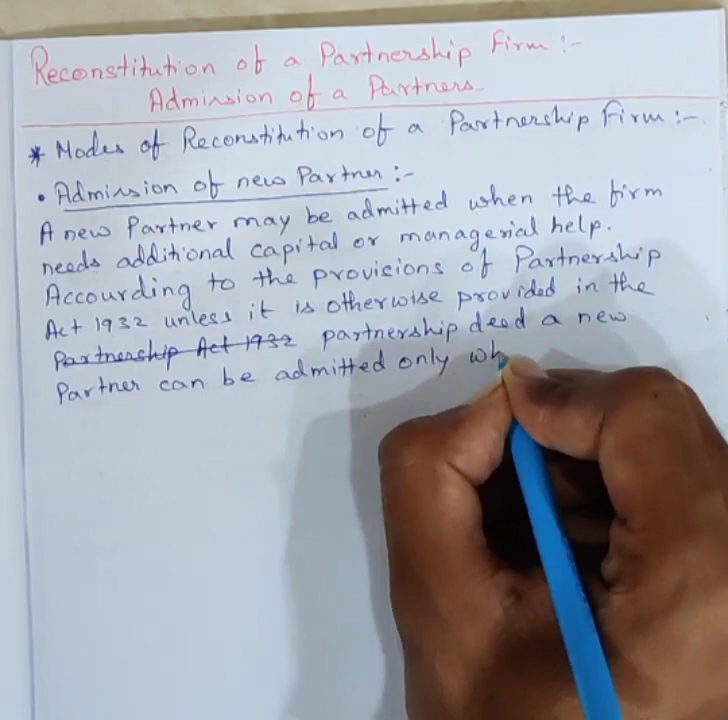 Reconstitution of a Partnership Firm :-
Admission of a Partners.
* Modes of Reconstitution of a Partnership Firm :-
• Admission of new Partner :-
A new Partner may be admitted when the firm
needs additional capital or managerial help.
Accourding to the provisions of Partnership
Act 1932 unless it is otherwise provided in the
Partnership Act 1932 partnership deed a new
Partner can be admitted only wh